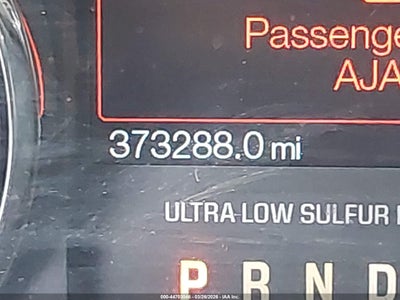 Passenge
AJA
373288.0 mi
ULTRA-LOW SULFUR
P R N D